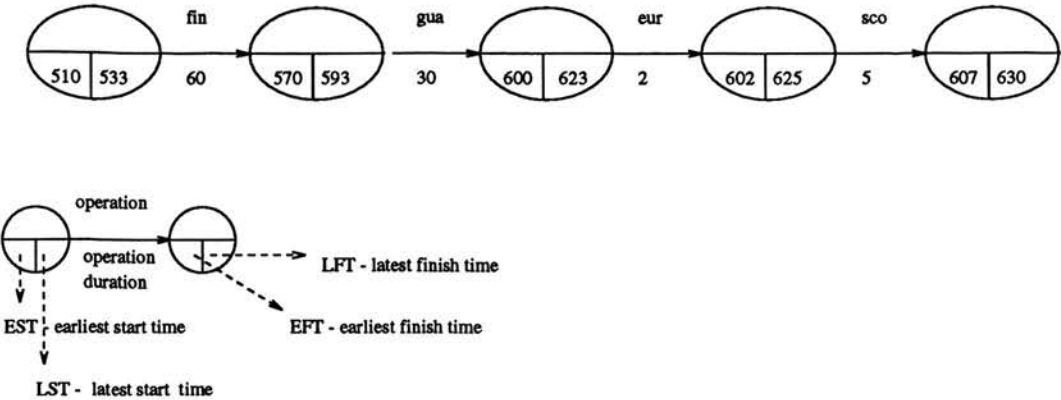 fin gua eur sco
510 533 60 570 593 30 600 623 2 602 625 5 607 630
operation
operation
duration
LFT - latest finish time
EST - earliest start time
EFT - earliest finish time
LST - latest start time